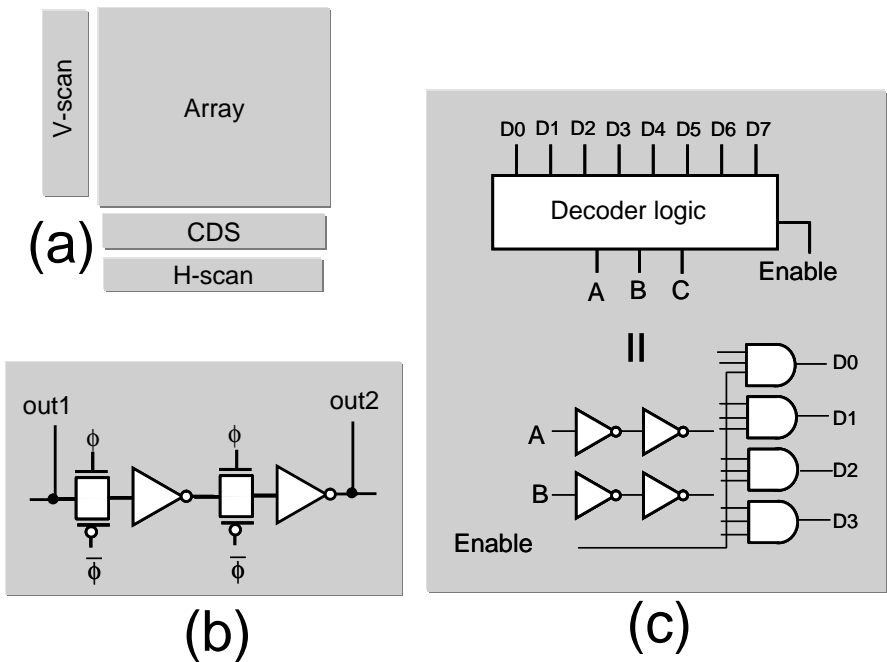 V-scan
Array
CDS
H-scan
(a)
out1
out2
ϕ
ϕ
ϕ̅
ϕ̅
(b)
D0 D1 D2 D3 D4 D5 D6 D7
Decoder logic
Enable
A B C
=
A
B
Enable
D0
D1
D2
D3
(c)